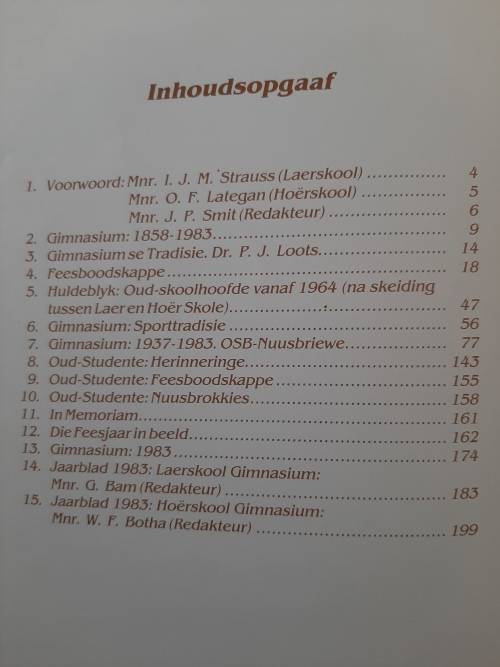 Inhoudsopgaaf
1. Voorwoord: Mnr. I. J. M. Strauss (Laerskool) ................ 4
Mnr. O. F. Lategan (Hoërskool) ................ 5
Mnr. J. P. Smit (Redakteur) ..................... 6
2. Gimnasium: 1858-1983................................................ 9
3. Gimnasium se Tradisie. Dr. P. J. Loots....................... 14
4. Feesboodskappe ....................................................... 18
5. Huldeblyk: Oud-skoolhoofde vanaf 1964 (na skeiding
tussen Laer en Hoër Skole)........................................ 47
6. Gimnasium: Sporttradisie ........................................ 56
7. Gimnasium: 1937-1983. OSB-Nuusbriewe................... 77
8. Oud-Studente: Herinneringe..................................... 143
9. Oud-Studente: Feesboodskappe ............................... 155
10. Oud-Studente: Nuusbrokkies.................................... 158
11. In Memoriam........................................................... 161
12. Die Feesjaar in beeld................................................ 162
13. Gimnasium: 1983 .................................................... 174
14. Jaarblad 1983: Laerskool Gimnasium:
Mnr. G. Bam (Redakteur) ......................................... 183
15. Jaarblad 1983: Hoërskool Gimnasium:
Mnr. W. F. Botha (Redakteur) ................................... 199